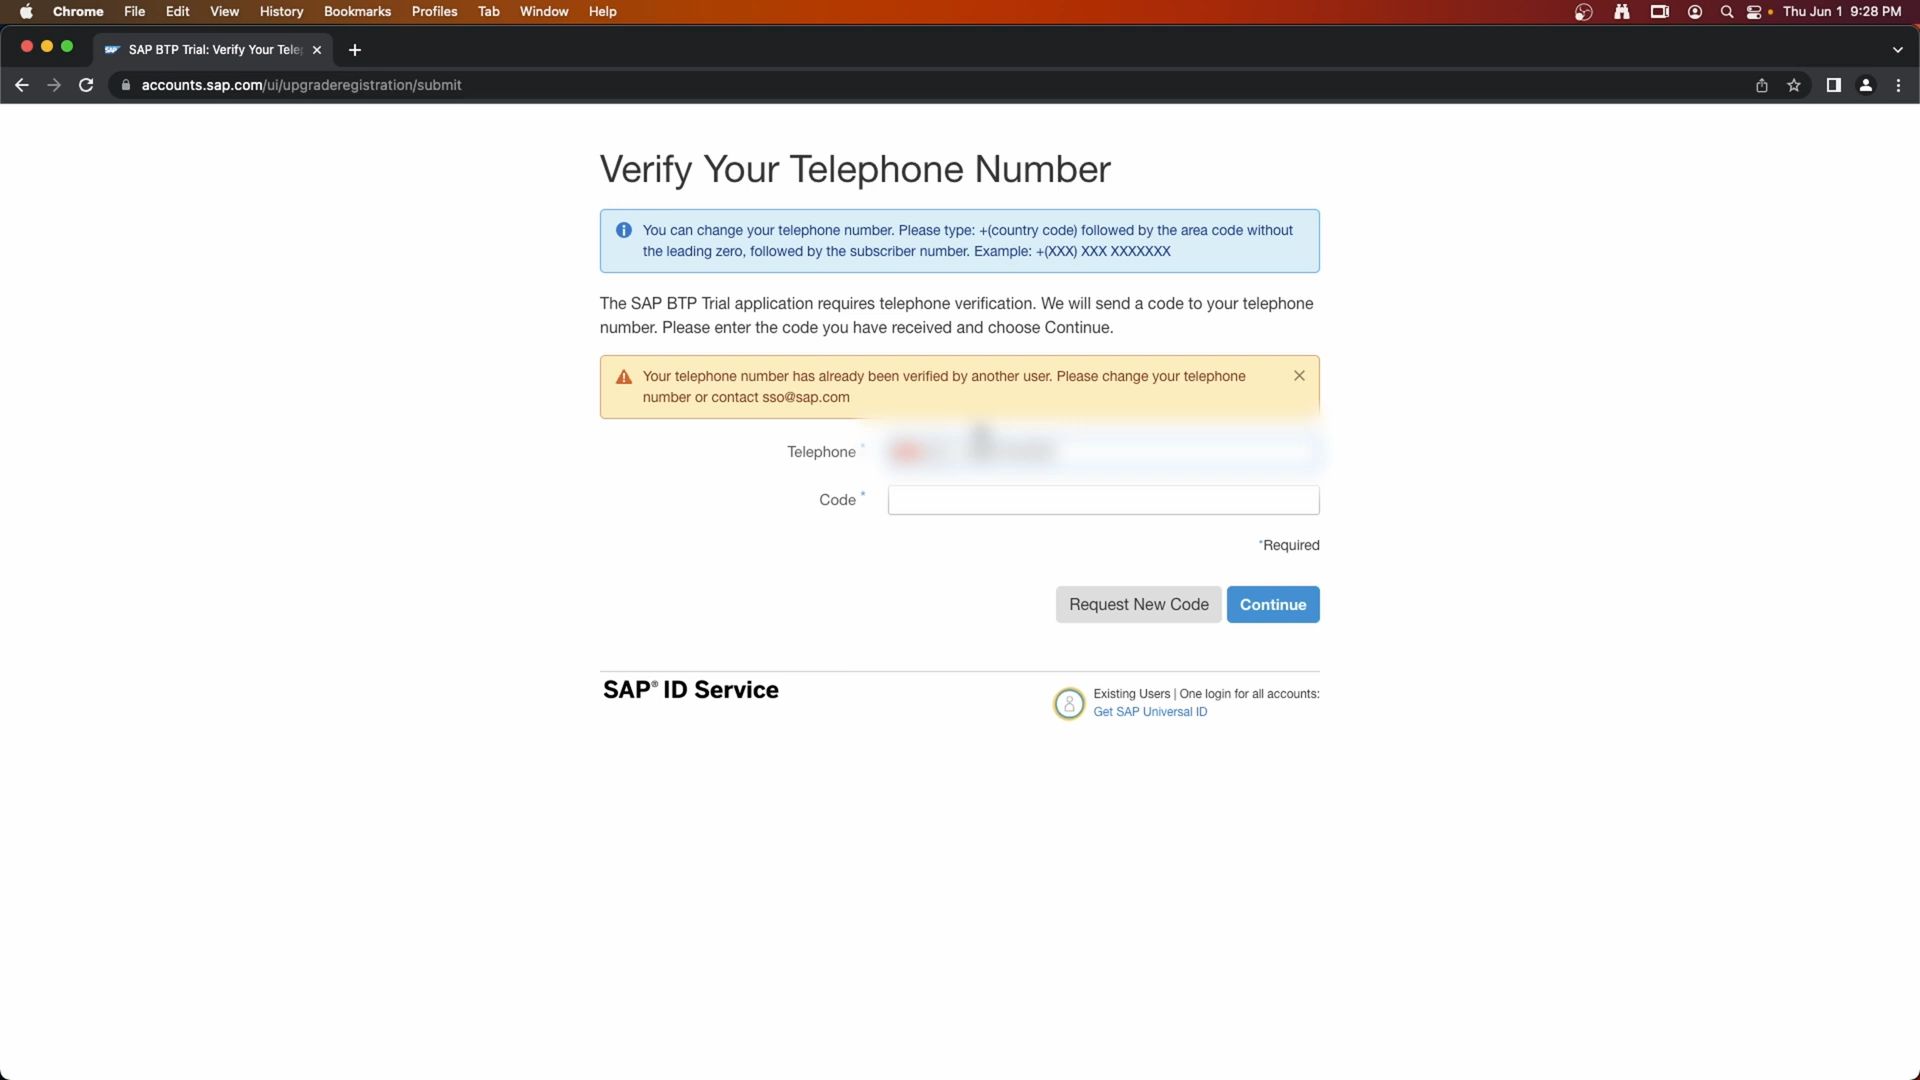 Chrome File Edit View History Bookmarks Profiles Tab Window Help Thu Jun 1 9:28 PM
SAP BTP Trial: Verify Your Tele
accounts.sap.com/ui/upgraderegistration/submit
Verify Your Telephone Number
You can change your telephone number. Please type: +(country code) followed by the area code without
the leading zero, followed by the subscriber number. Example: +(XXX) XXX XXXXXXX
The SAP BTP Trial application requires telephone verification. We will send a code to your telephone
number. Please enter the code you have received and choose Continue.
Your telephone number has already been verified by another user. Please change your telephone
number or contact sso@sap.com
Telephone *
Code *
*Required
Request New Code Continue
SAP® ID Service
Existing Users | One login for all accounts:
Get SAP Universal ID